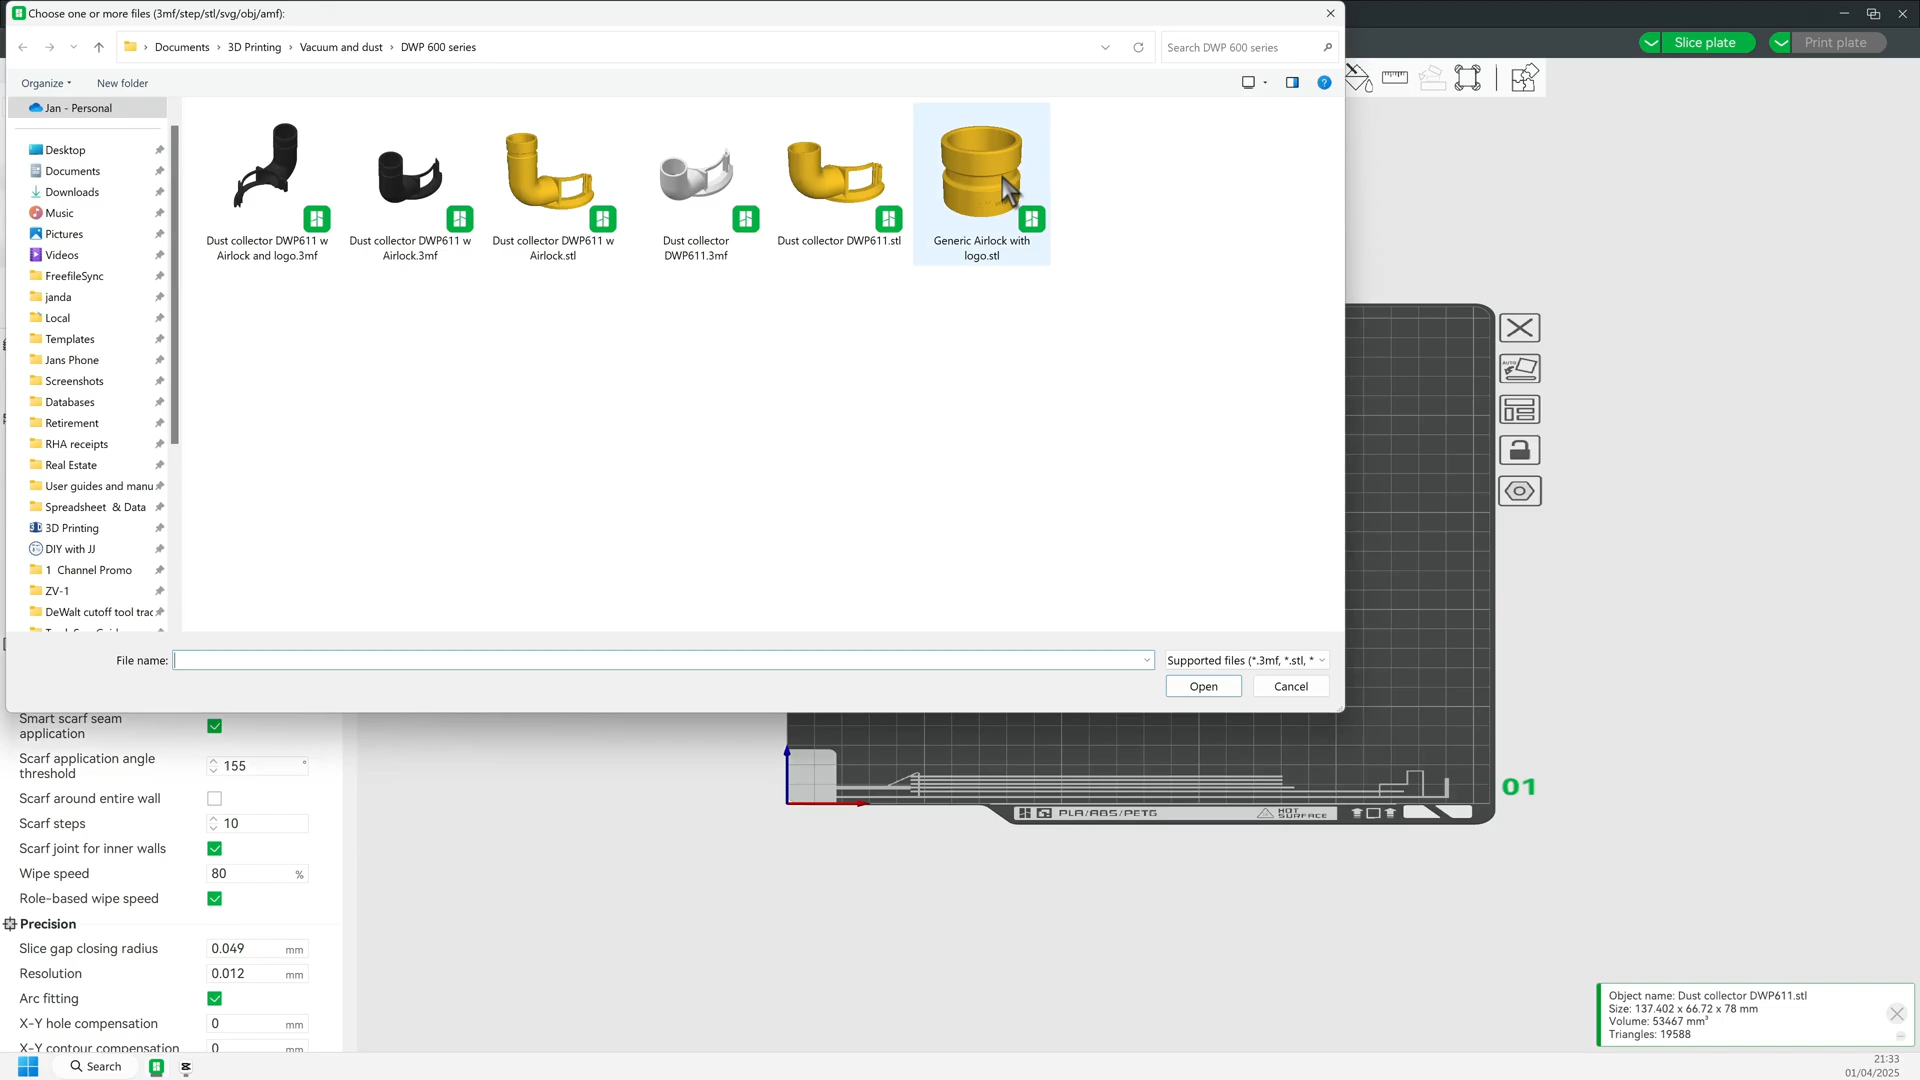 Choose one or more files (3mf/step/stl/svg/obj/amf):
Slice plate
Print plate
Documents
3D Printing
Vacuum and dust
DWP 600 series
Search DWP 600 series
Organize
New folder
Jan - Personal
Desktop
Documents
Downloads
Music
Pictures
Videos
FreefileSync
janda
Local
Templates
Jans Phone
Screenshots
Databases
Retirement
RHA receipts
Real Estate
User guides and manu
Spreadsheet & Data
3D Printing
DIY with JJ
1 Channel Promo
ZV-1
DeWalt cutoff tool trac
Dust collector DWP611 w
Airlock and logo.3mf
Dust collector DWP611 w
Airlock.3mf
Dust collector DWP611 w
Airlock.stl
Dust collector
DWP611.3mf
Dust collector DWP611.stl
Generic Airlock with
logo.stl
File name:
Supported files (*.3mf, *.stl, *
Open
Cancel
Smart scarf seam
application
Scarf application angle
threshold
155 °
Scarf around entire wall
Scarf steps
10
Scarf joint for inner walls
Wipe speed
80 %
Role-based wipe speed
Precision
Slice gap closing radius
0.049 mm
Resolution
0.012 mm
Arc fitting
X-Y hole compensation
0 mm
X-Y contour compensation
0 mm
AUTO
01
PLA/ABS/PETG
HOT
SURFACE
Object name: Dust collector DWP611.stl
Size: 137.402 x 66.72 x 78 mm
Volume: 53467 mm³
Triangles: 19588
Search
21:33
01/04/2025